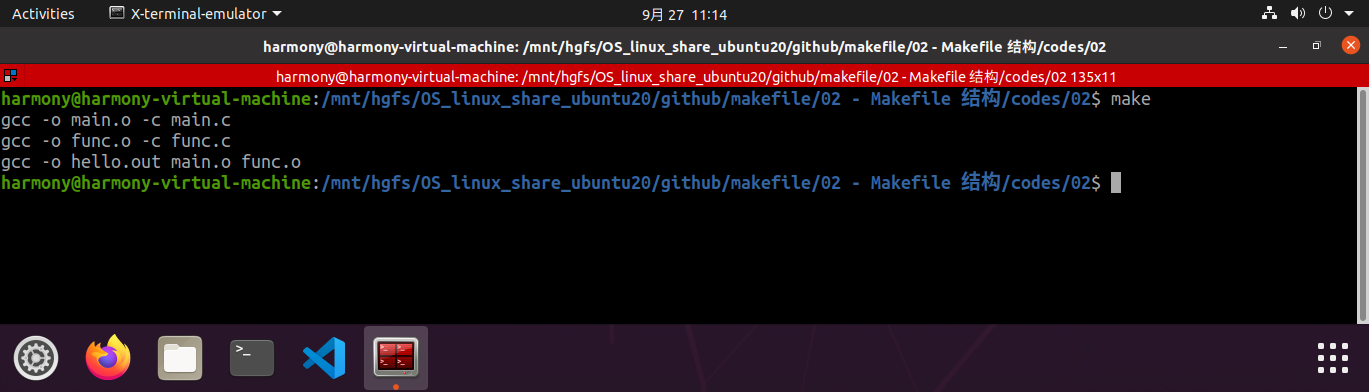 Activities X-terminal-emulator 9月 27 11:14
harmony@harmony-virtual-machine: /mnt/hgfs/OS_linux_share_ubuntu20/github/makefile/02 - Makefile 结构/codes/02
harmony@harmony-virtual-machine: /mnt/hgfs/OS_linux_share_ubuntu20/github/makefile/02 - Makefile 结构/codes/02 135x11
harmony@harmony-virtual-machine:/mnt/hgfs/OS_linux_share_ubuntu20/github/makefile/02 - Makefile 结构/codes/02$ make
gcc -o main.o -c main.c
gcc -o func.o -c func.c
gcc -o hello.out main.o func.o
harmony@harmony-virtual-machine:/mnt/hgfs/OS_linux_share_ubuntu20/github/makefile/02 - Makefile 结构/codes/02$